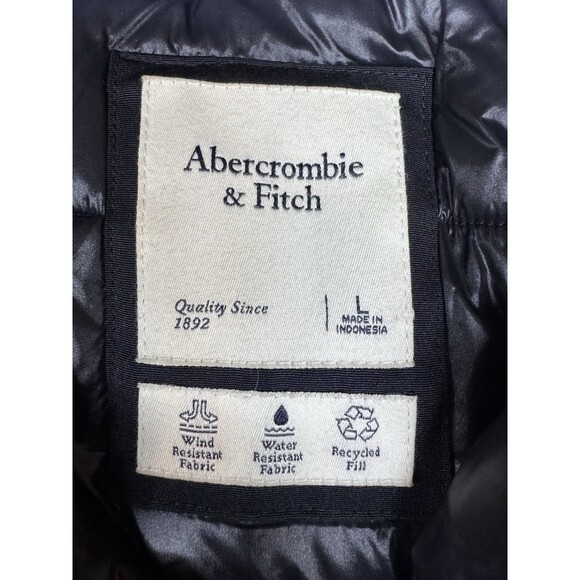 Abercrombie
& Fitch
Quality Since
1892
L
MADE IN
INDONESIA
Wind
Resistant
Fabric
Water
Resistant
Fabric
Recycled
Fill